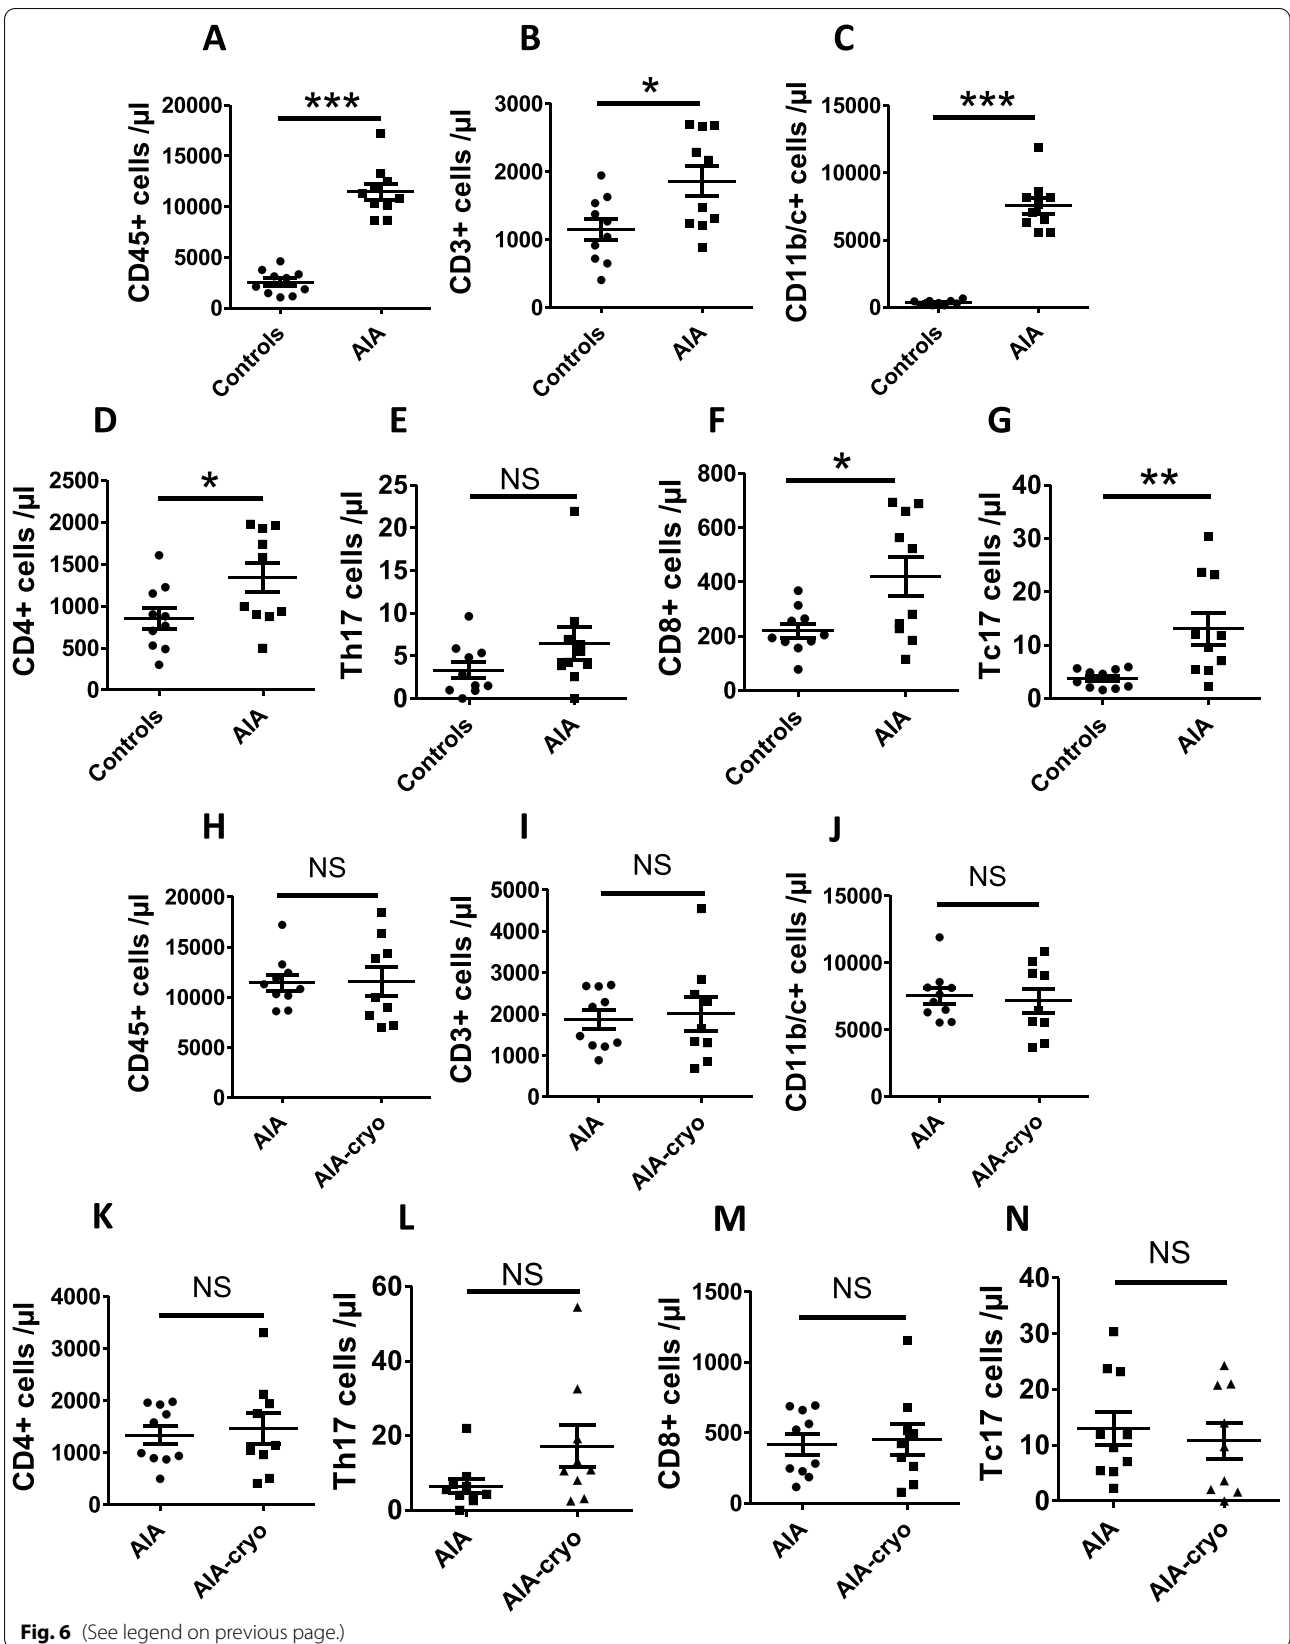 A B C
*** * ***
CD45+ cells /µl
20000
15000
10000
5000
0
Controls AIA
CD3+ cells /µl
3000
2000
1000
0
Controls AIA
CD11b/c+ cells /µl
15000
10000
5000
0
Controls AIA
D E F G
* NS * **
CD4+ cells /µl
2500
2000
1500
1000
500
0
Controls AIA
Th17 cells /µl
25
20
15
10
5
0
Controls AIA
CD8+ cells /µl
800
600
400
200
0
Controls AIA
Tc17 cells /µl
40
30
20
10
0
Controls AIA
H I J
NS NS NS
CD45+ cells /µl
20000
15000
10000
5000
0
AIA AIA-cryo
CD3+ cells /µl
5000
4000
3000
2000
1000
0
AIA AIA-cryo
CD11b/c+ cells /µl
15000
10000
5000
0
AIA AIA-cryo
K L M N
NS NS NS NS
CD4+ cells /µl
4000
3000
2000
1000
0
AIA AIA-cryo
Th17 cells /µl
60
40
20
0
AIA AIA-cryo
CD8+ cells /µl
1500
1000
500
0
AIA AIA-cryo
Tc17 cells /µl
40
30
20
10
0
AIA AIA-cryo
Fig. 6 (See legend on previous page.)